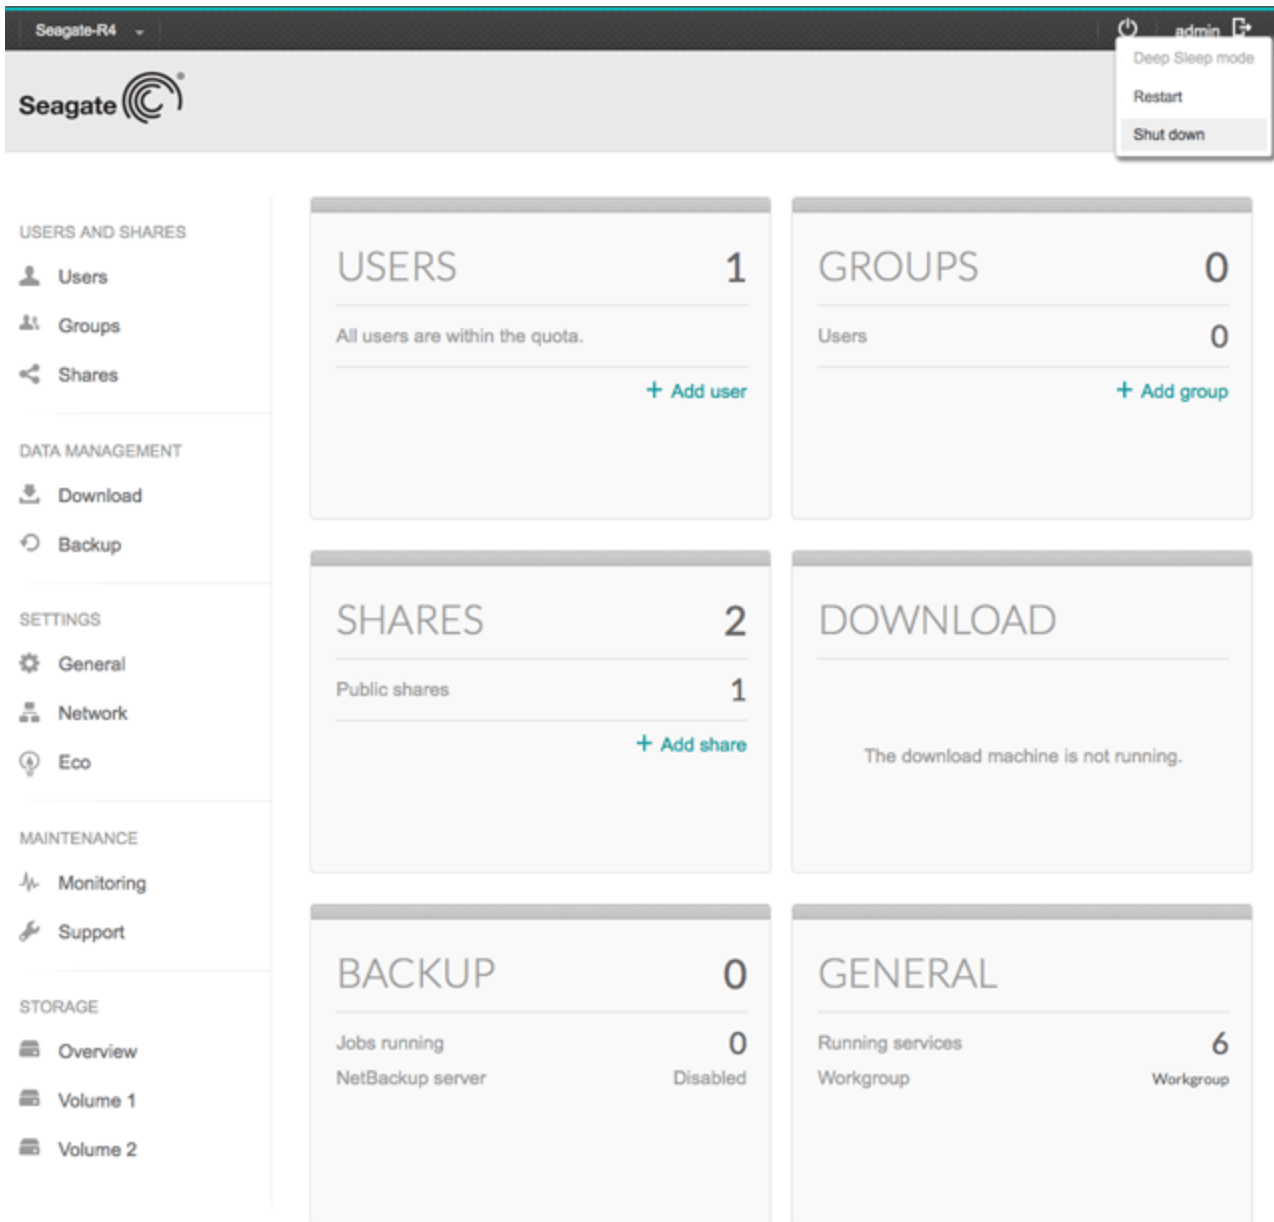 Seagate-R4
admin
Deep Sleep mode
Restart
Shut down
Seagate
USERS AND SHARES
Users
Groups
Shares
DATA MANAGEMENT
Download
Backup
SETTINGS
General
Network
Eco
MAINTENANCE
Monitoring
Support
STORAGE
Overview
Volume 1
Volume 2
USERS 1
All users are within the quota.
+ Add user
GROUPS 0
Users 0
+ Add group
SHARES 2
Public shares 1
+ Add share
DOWNLOAD
The download machine is not running.
BACKUP 0
Jobs running 0
NetBackup server Disabled
GENERAL
Running services 6
Workgroup Workgroup